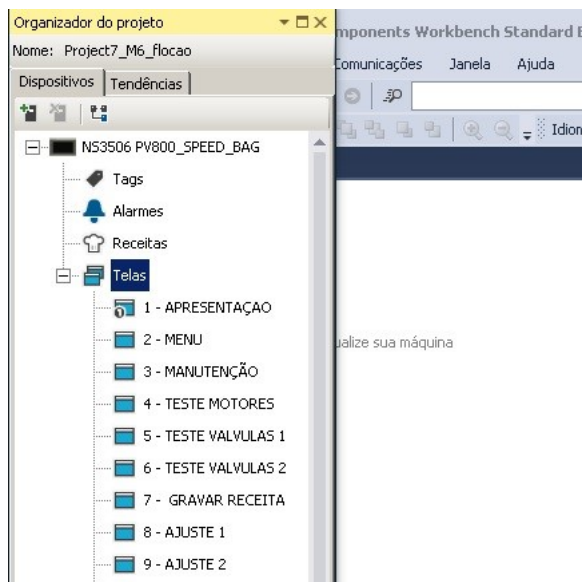 Organizador do projeto
Nome: Project7_M6_flocao
Dispositivos
Tendências
NS3506 PV800_SPEED_BAG
Tags
Alarmes
Receitas
Telas
1 - APRESENTAÇAO
2 - MENU
3 - MANUTENÇÃO
4 - TESTE MOTORES
5 - TESTE VALVULAS 1
6 - TESTE VALVULAS 2
7 - GRAVAR RECEITA
8 - AJUSTE 1
9 - AJUSTE 2
mponents Workbench Standard E
Comunicações Janela Ajuda
Idion
ualize sua máquina